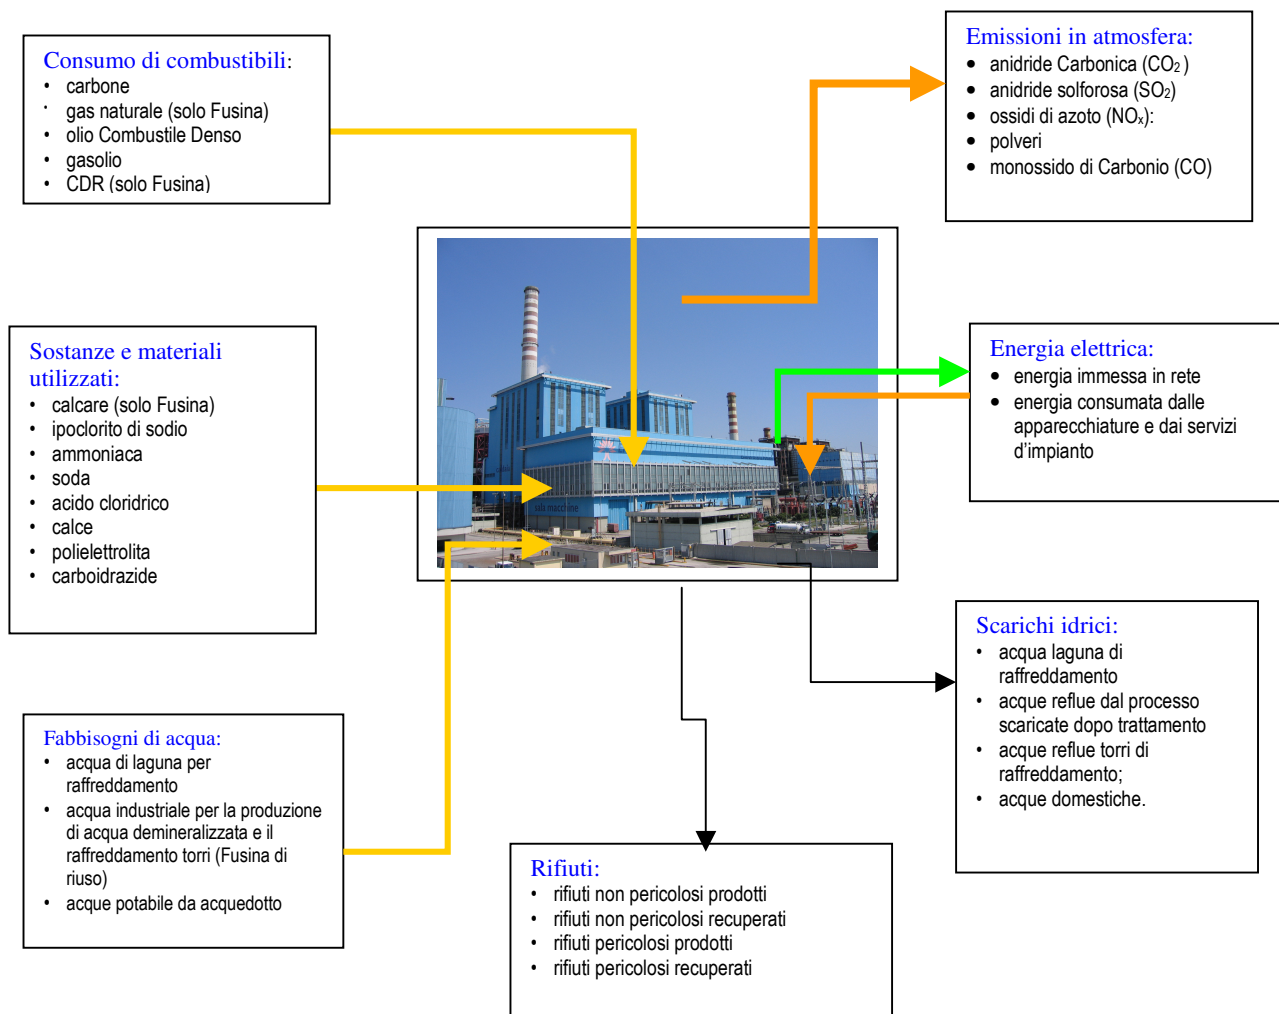 Consumo di combustibili:
• carbone
· gas naturale (solo Fusina)
• olio Combustile Denso
• gasolio
• CDR (solo Fusina)
Emissioni in atmosfera:
• anidride Carbonica (CO₂ )
• anidride solforosa (SO₂)
• ossidi di azoto (NOₓ):
• polveri
• monossido di Carbonio (CO)
Sostanze e materiali
utilizzati:
• calcare (solo Fusina)
• ipoclorito di sodio
• ammoniaca
• soda
• acido cloridrico
• calce
• polielettrolita
• carboidrazide
sala macchine
Energia elettrica:
• energia immessa in rete
• energia consumata dalle
apparecchiature e dai servizi
d’impianto
Fabbisogni di acqua:
• acqua di laguna per
raffreddamento
• acqua industriale per la produzione
di acqua demineralizzata e il
raffreddamento torri (Fusina di
riuso)
• acque potabile da acquedotto
Scarichi idrici:
• acqua laguna di
raffreddamento
• acque reflue dal processo
scaricate dopo trattamento
• acque reflue torri di
raffreddamento;
• acque domestiche.
Rifiuti:
• rifiuti non pericolosi prodotti
• rifiuti non pericolosi recuperati
• rifiuti pericolosi prodotti
• rifiuti pericolosi recuperati